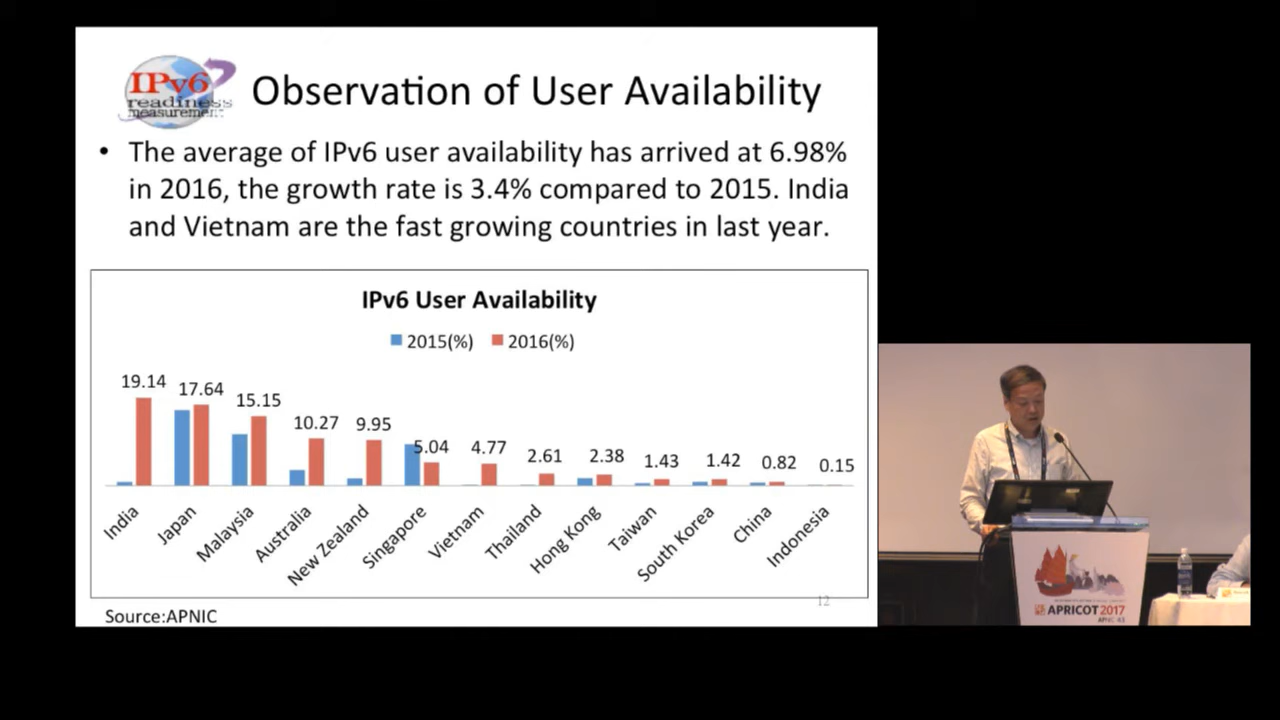 IPv6
readiness
measurement
Observation of User Availability
• The average of IPv6 user availability has arrived at 6.98%
in 2016, the growth rate is 3.4% compared to 2015. India
and Vietnam are the fast growing countries in last year.
IPv6 User Availability
2015(%) 2016(%)
19.14 17.64 15.15 10.27 9.95 5.04 4.77 2.61 2.38 1.43 1.42 0.82 0.15
India Japan Malaysia Australia New Zealand Singapore Vietnam Thailand Hong Kong Taiwan South Korea China Indonesia
12
Source:APNIC
APRICOT 2017